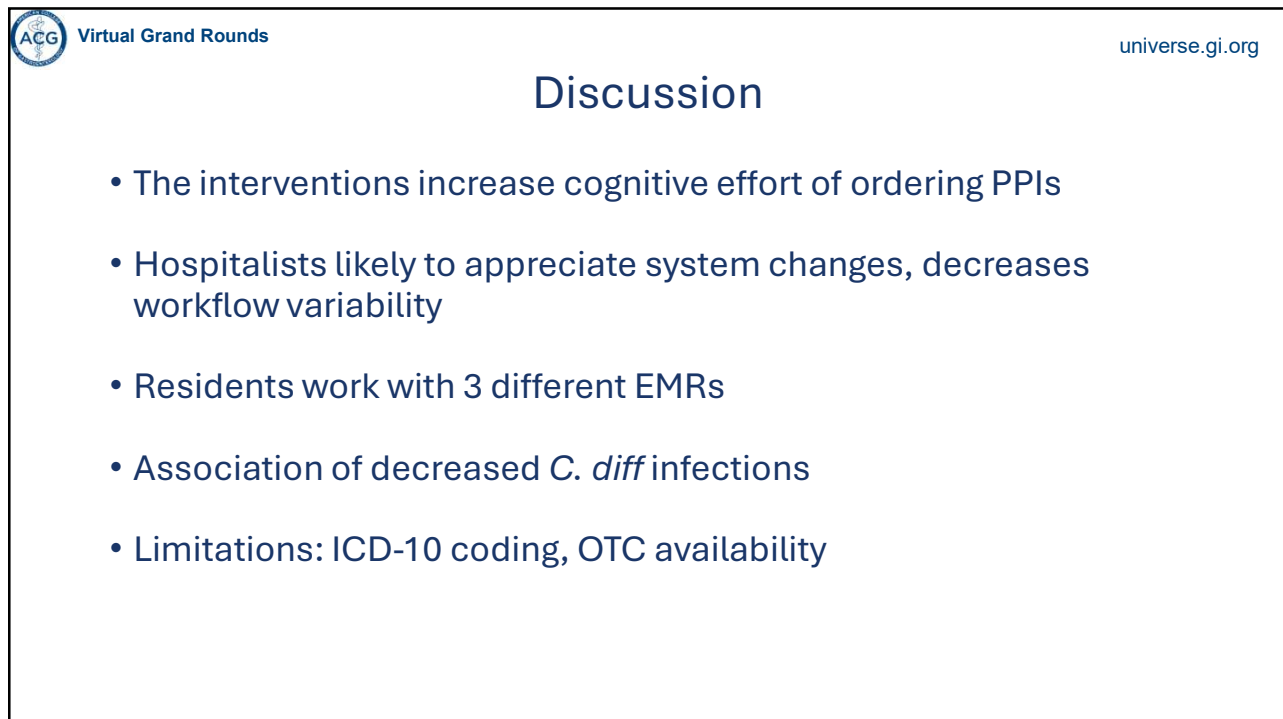 ACG
Virtual Grand Rounds
universe.gi.org
Discussion
• The interventions increase cognitive effort of ordering PPIs
• Hospitalists likely to appreciate system changes, decreases
workflow variability
• Residents work with 3 different EMRs
• Association of decreased C. diff infections
• Limitations: ICD-10 coding, OTC availability